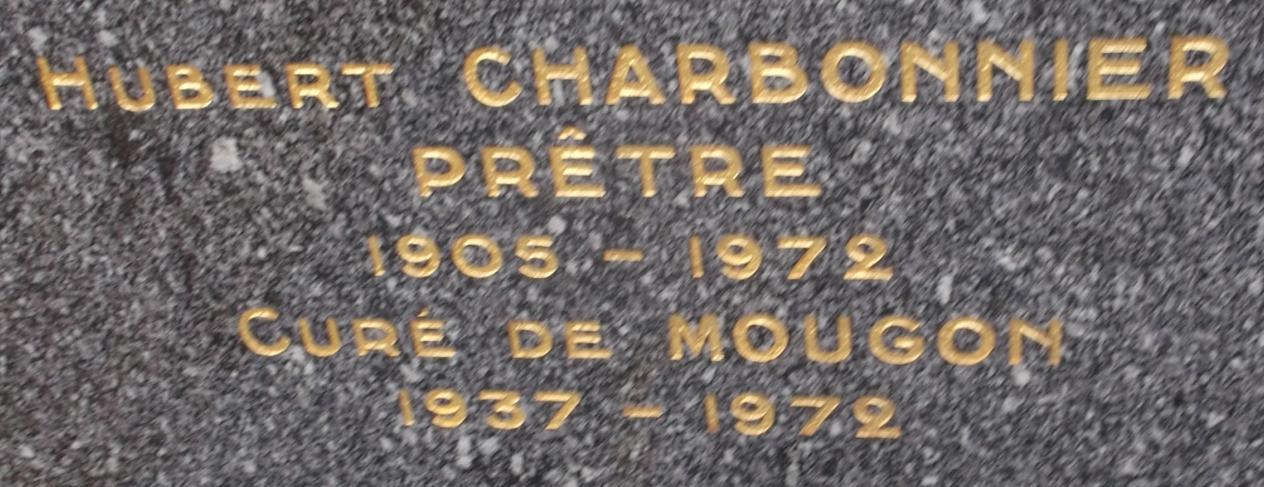 HUBERT CHARBONNIER
PRÊTRE
1905 - 1972
CURÉ DE MOUGON
1937 - 1972